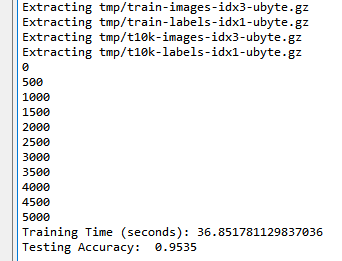 Extracting tmp/train-images-idx3-ubyte.gz
Extracting tmp/train-labels-idx1-ubyte.gz
Extracting tmp/t10k-images-idx3-ubyte.gz
Extracting tmp/t10k-labels-idx1-ubyte.gz
0
500
1000
1500
2000
2500
3000
3500
4000
4500
5000
Training Time (seconds): 36.851781129837036
Testing Accuracy:  0.9535